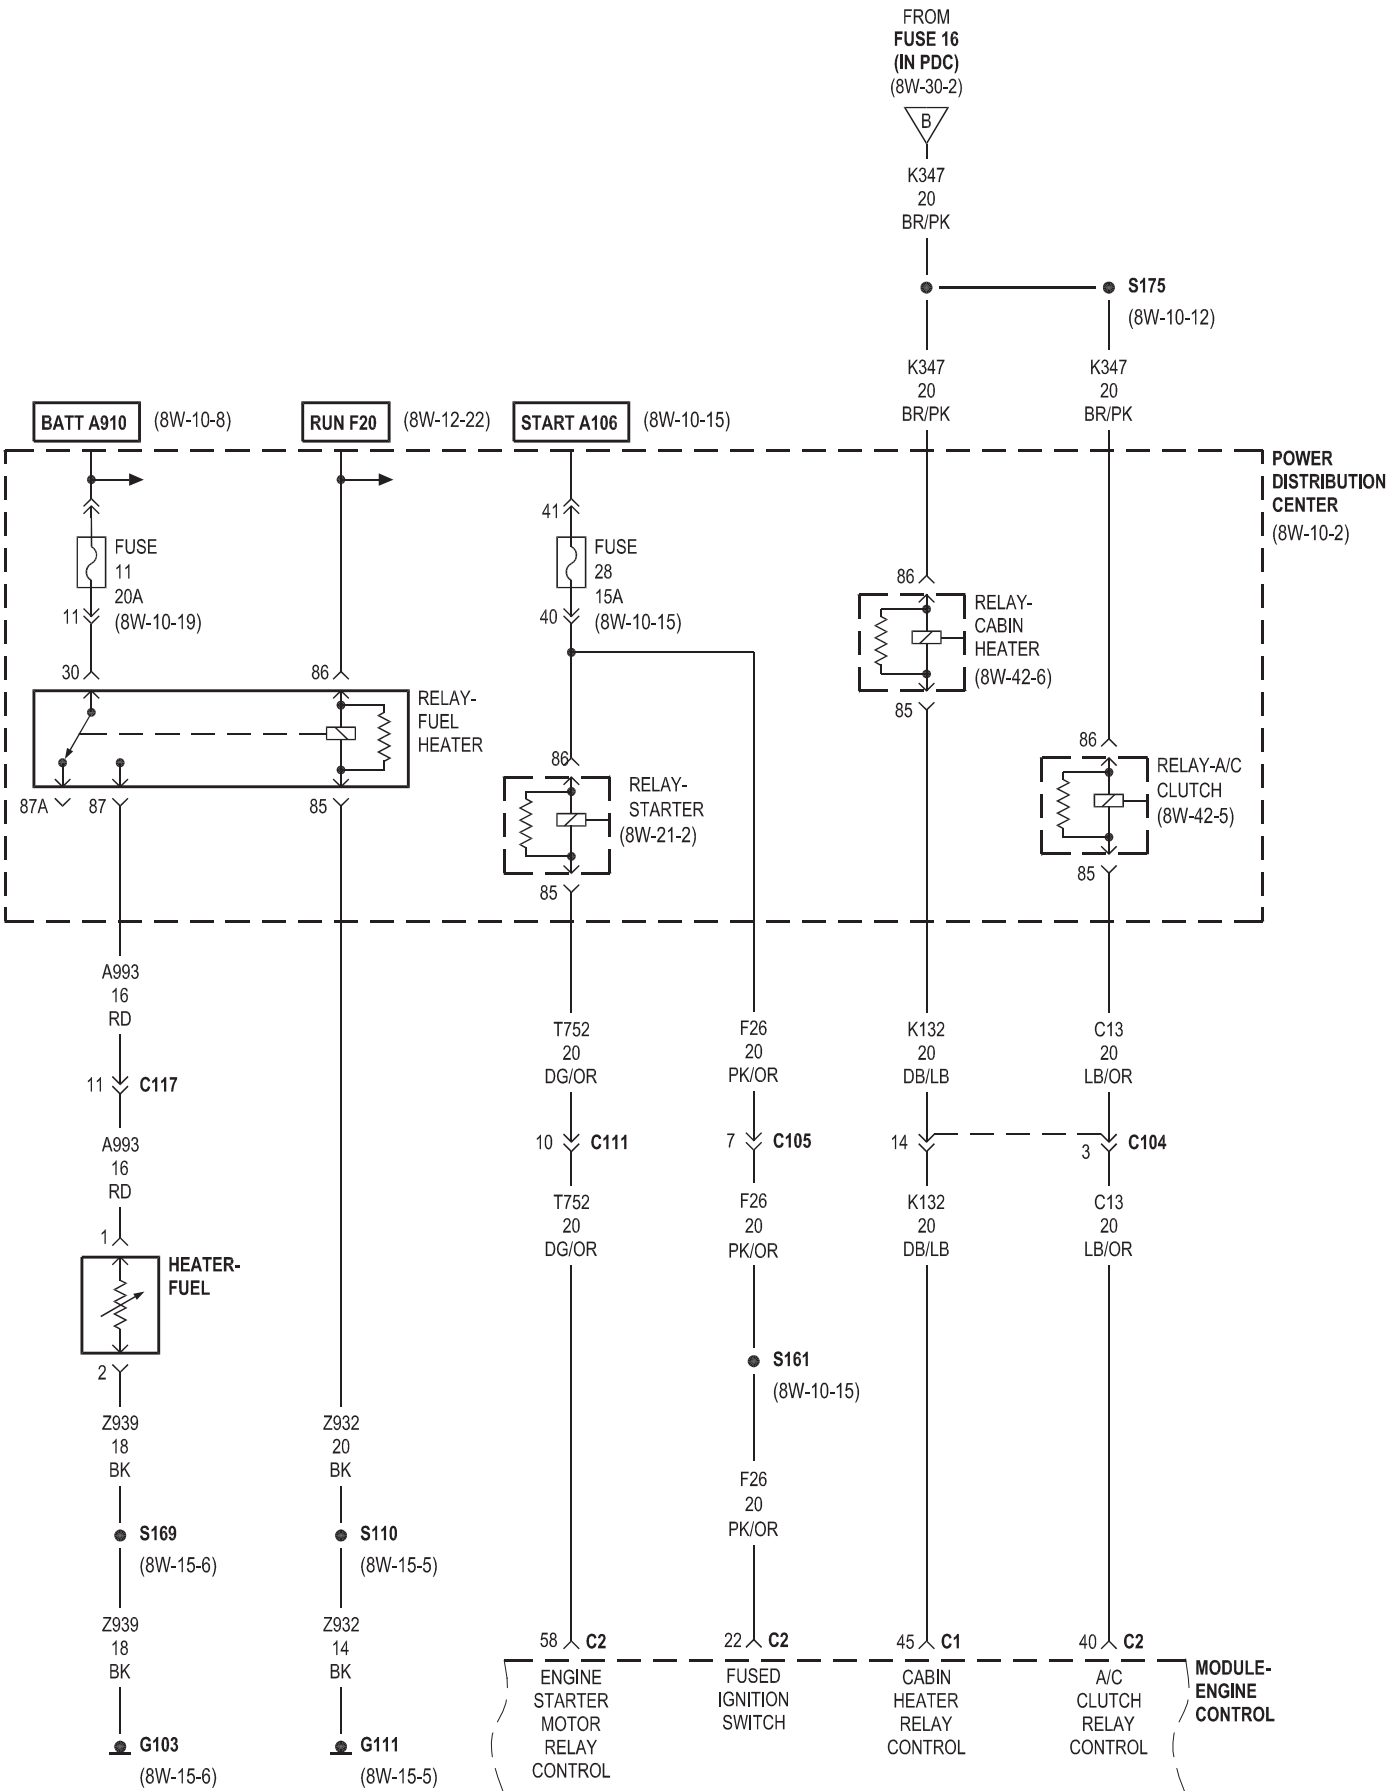 FROM
FUSE 16
(IN PDC)
(8W-30-2)
B
K347
20
BR/PK
S175
(8W-10-12)
K347
20
BR/PK
K347
20
BR/PK
BATT A910
(8W-10-8)
RUN F20
(8W-12-22)
START A106
(8W-10-15)
POWER
DISTRIBUTION
CENTER
(8W-10-2)
FUSE
11
20A
(8W-10-19)
11
30
86
RELAY-
FUEL
HEATER
87A
87
85
41
FUSE
28
15A
(8W-10-15)
40
86
RELAY-
STARTER
(8W-21-2)
85
86
RELAY-
CABIN
HEATER
(8W-42-6)
85
86
RELAY-A/C
CLUTCH
(8W-42-5)
85
A993
16
RD
11
C117
A993
16
RD
1
HEATER-
FUEL
2
Z939
18
BK
S169
(8W-15-6)
Z939
18
BK
G103
(8W-15-6)
Z932
20
BK
S110
(8W-15-5)
Z932
14
BK
G111
(8W-15-5)
T752
20
DG/OR
10
C111
T752
20
DG/OR
58
C2
ENGINE
STARTER
MOTOR
RELAY
CONTROL
F26
20
PK/OR
7
C105
F26
20
PK/OR
S161
(8W-10-15)
F26
20
PK/OR
22
C2
FUSED
IGNITION
SWITCH
K132
20
DB/LB
14
K132
20
DB/LB
45
C1
CABIN
HEATER
RELAY
CONTROL
C13
20
LB/OR
3
C104
C13
20
LB/OR
40
C2
A/C
CLUTCH
RELAY
CONTROL
MODULE-
ENGINE
CONTROL